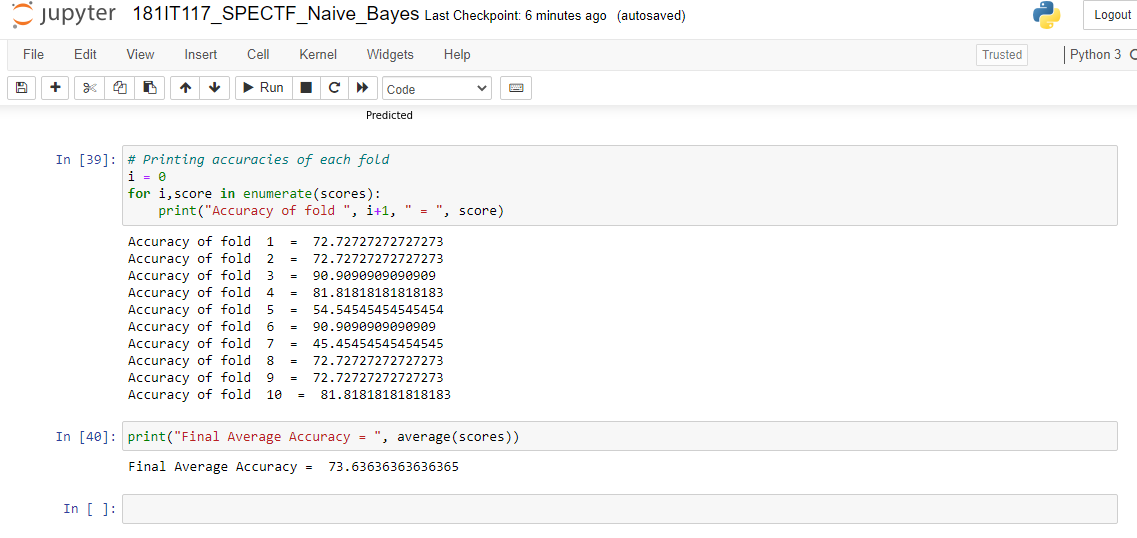 jupyter 181IT117_SPECTF_Naive_Bayes Last Checkpoint: 6 minutes ago (autosaved) Logout
File Edit View Insert Cell Kernel Widgets Help Trusted Python 3
Run Code
Predicted
In [39]: # Printing accuracies of each fold
i = 0
for i,score in enumerate(scores):
    print("Accuracy of fold ", i+1, " = ", score)
Accuracy of fold  1  =  72.72727272727273
Accuracy of fold  2  =  72.72727272727273
Accuracy of fold  3  =  90.9090909090909
Accuracy of fold  4  =  81.81818181818183
Accuracy of fold  5  =  54.54545454545454
Accuracy of fold  6  =  90.9090909090909
Accuracy of fold  7  =  45.45454545454545
Accuracy of fold  8  =  72.72727272727273
Accuracy of fold  9  =  72.72727272727273
Accuracy of fold  10  =  81.81818181818183
In [40]: print("Final Average Accuracy = ", average(scores))
Final Average Accuracy =  73.63636363636365
In [ ]: